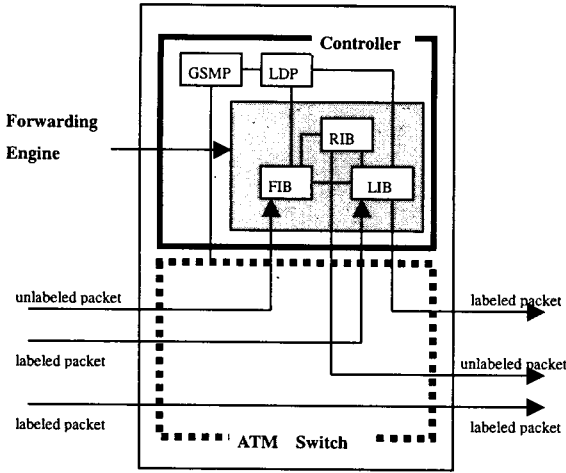 Controller
GSMP
LDP
Forwarding
Engine
RIB
FIB
LIB
unlabeled packet
labeled packet
labeled packet
unlabeled packet
labeled packet
labeled packet
ATM Switch